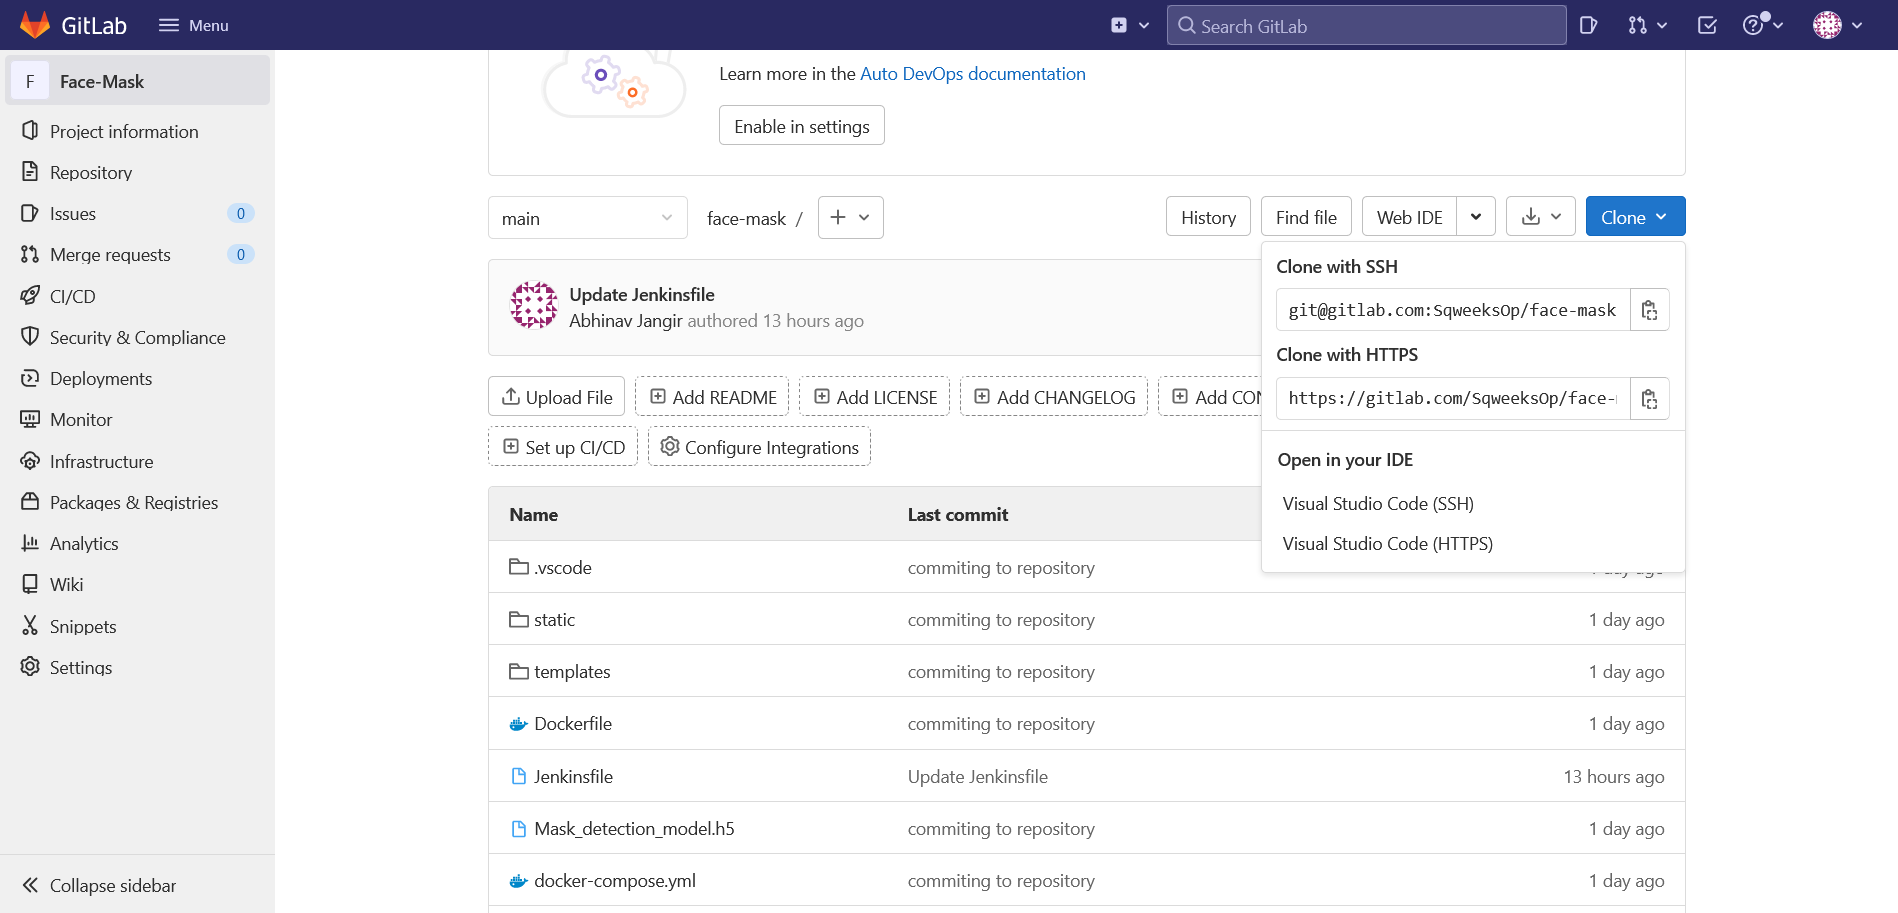 GitLab
Menu
Search GitLab
F
Face-Mask
Project information
Repository
Issues
0
Merge requests
0
CI/CD
Security & Compliance
Deployments
Monitor
Infrastructure
Packages & Registries
Analytics
Wiki
Snippets
Settings
Collapse sidebar
Learn more in the Auto DevOps documentation
Enable in settings
main
face-mask /
History
Find file
Web IDE
Clone
Update Jenkinsfile
Abhinav Jangir authored 13 hours ago
Clone with SSH
git@gitlab.com:SqweeksOp/face-mask
Clone with HTTPS
https://gitlab.com/SqweeksOp/face-
Open in your IDE
Visual Studio Code (SSH)
Visual Studio Code (HTTPS)
Upload File
Add README
Add LICENSE
Add CHANGELOG
Add CON
Set up CI/CD
Configure Integrations
Name Last commit
.vscode commiting to repository 1 day ago
static commiting to repository 1 day ago
templates commiting to repository 1 day ago
Dockerfile commiting to repository 1 day ago
Jenkinsfile Update Jenkinsfile 13 hours ago
Mask_detection_model.h5 commiting to repository 1 day ago
docker-compose.yml commiting to repository 1 day ago